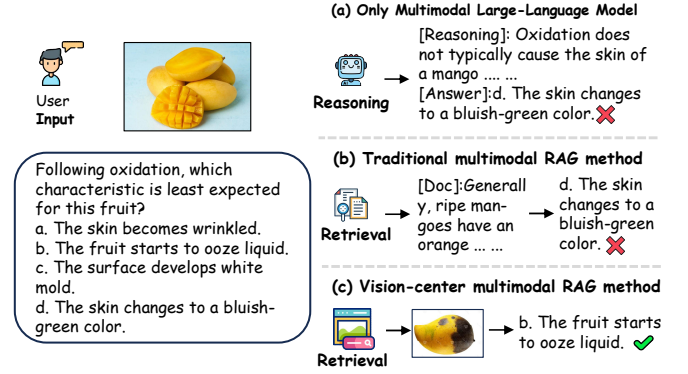 User
Input
Following oxidation, which
characteristic is least expected
for this fruit?
a. The skin becomes wrinkled.
b. The fruit starts to ooze liquid.
c. The surface develops white
mold.
d. The skin changes to a bluish-
green color.
(a) Only Multimodal Large-Language Model
Reasoning
[Reasoning]: Oxidation does
not typically cause the skin of
a mango .... ...
[Answer]:d. The skin changes
to a bluish-green color.
(b) Traditional multimodal RAG method
Retrieval
[Doc]:Generall
y, ripe man-
goes have an
orange ... ...
d. The skin
changes to a
bluish-green
color.
(c) Vision-center multimodal RAG method
Retrieval
b. The fruit starts
to ooze liquid.